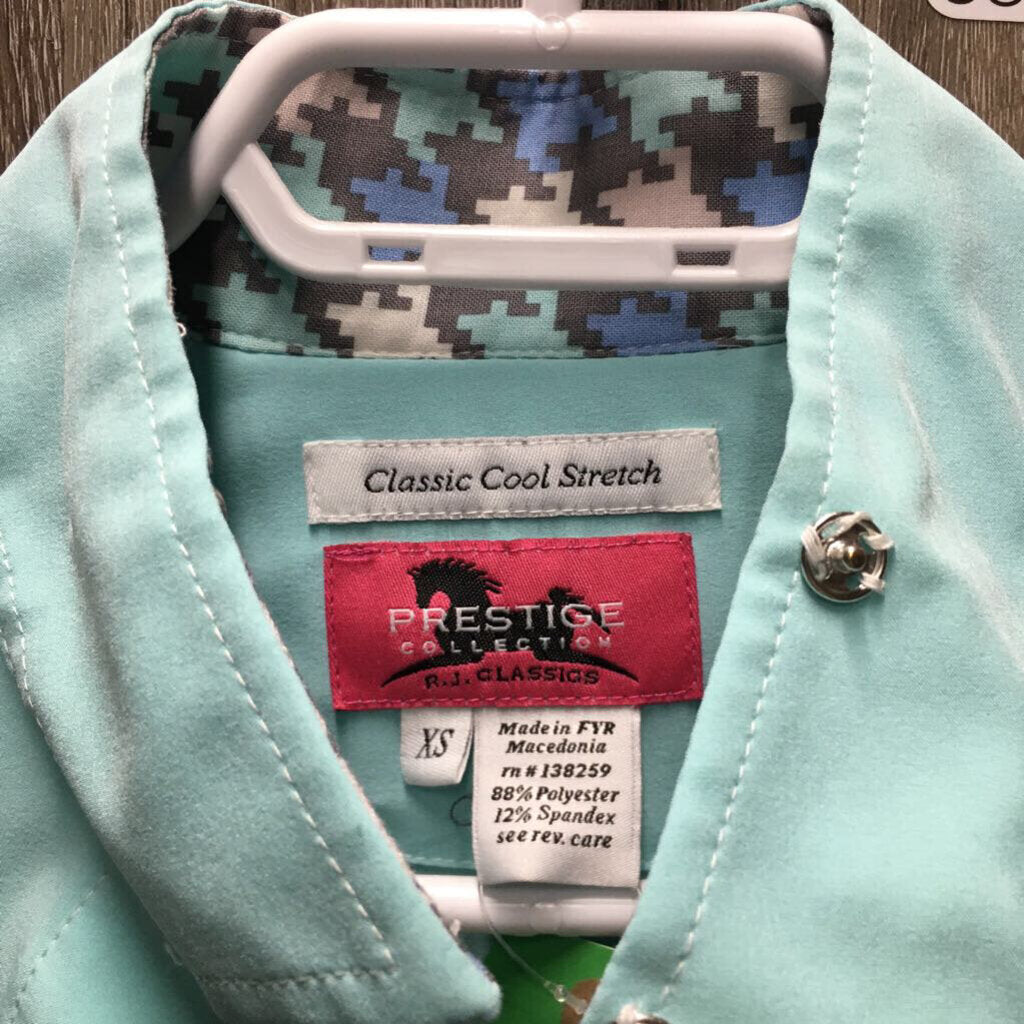 Classic Cool Stretch
PRESTIGE
COLLECTION
R.J. CLASSICS
XS
Made in FYR
Macedonia
rn # 138259
88% Polyester
12% Spandex
see rev. care